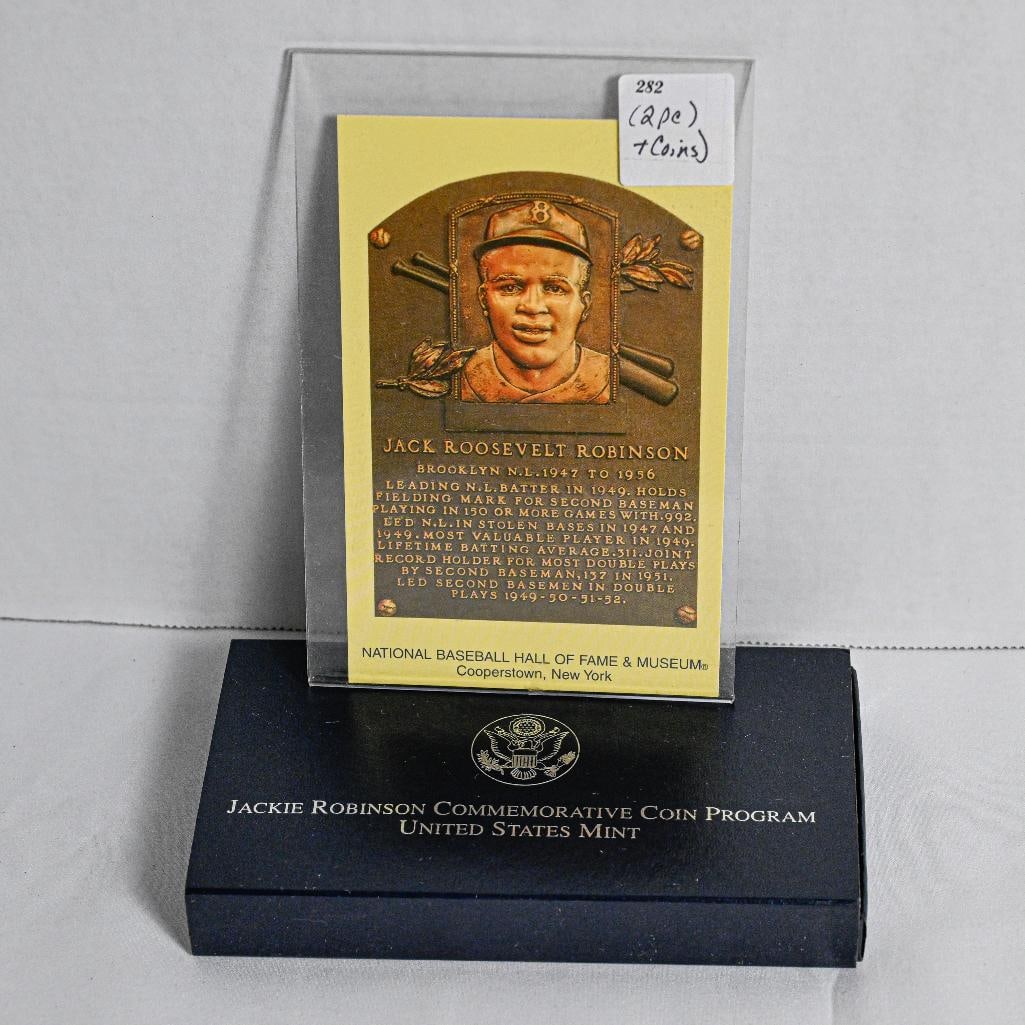 282
(2pc)
+ Coins)
B
JACK ROOSEVELT ROBINSON
BROOKLYN N.L. 1947 TO 1956
LEADING N.L. BATTER IN 1949. HOLDS
FIELDING MARK FOR SECOND BASEMAN
PLAYING IN 150 OR MORE GAMES WITH .992.
LED N.L. IN STOLEN BASES IN 1947 AND
1949. MOST VALUABLE PLAYER IN 1949.
LIFETIME BATTING AVERAGE .311. JOINT
RECORD HOLDER FOR MOST DOUBLE PLAYS
BY SECOND BASEMAN, 137 IN 1951.
LED SECOND BASEMEN IN DOUBLE
PLAYS 1949-50-51-52.
NATIONAL BASEBALL HALL OF FAME & MUSEUM®
Cooperstown, New York
JACKIE ROBINSON COMMEMORATIVE COIN PROGRAM
UNITED STATES MINT